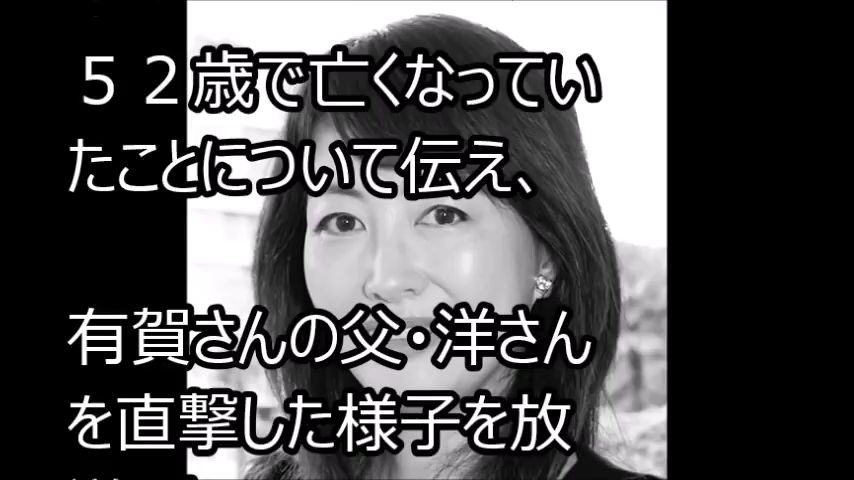 ５２歳で亡くなってい
たことについて伝え、
有賀さんの父・洋さん
を直撃した様子を放